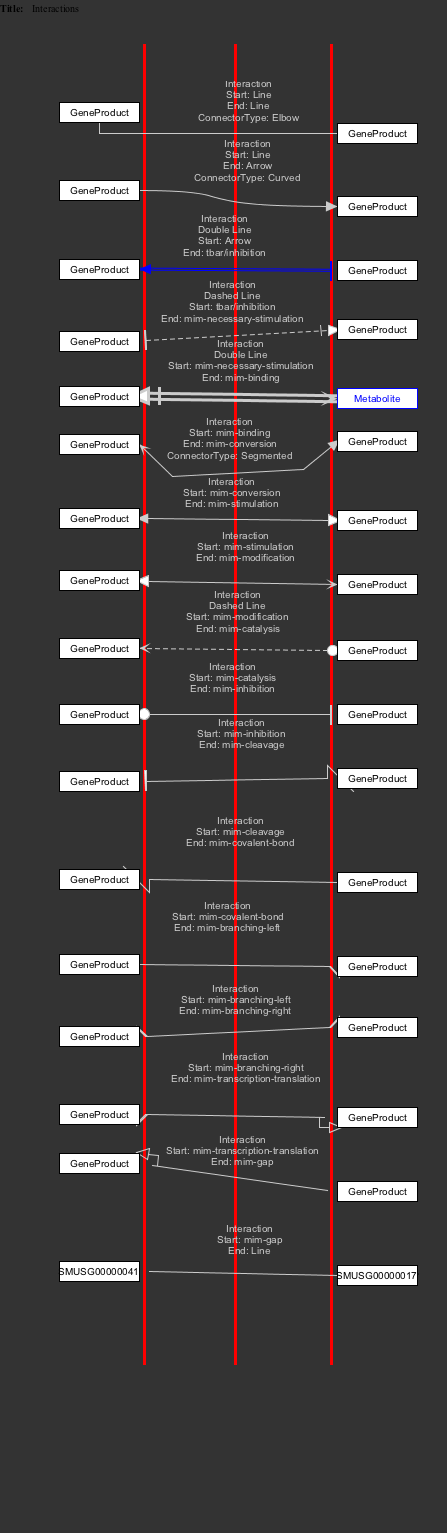 Title: Interactions
Interaction
Start: Line
End: Line
ConnectorType: Elbow
GeneProduct
GeneProduct
Interaction
Start: Line
End: Arrow
ConnectorType: Curved
GeneProduct
GeneProduct
Interaction
Double Line
Start: Arrow
End: tbar/inhibition
GeneProduct
GeneProduct
Interaction
Dashed Line
Start: tbar/inhibition
End: mim-necessary-stimulation
GeneProduct
GeneProduct
Interaction
Double Line
Start: mim-necessary-stimulation
End: mim-binding
GeneProduct
Metabolite
Interaction
Start: mim-binding
End: mim-conversion
ConnectorType: Segmented
GeneProduct
GeneProduct
Interaction
Start: mim-conversion
End: mim-stimulation
GeneProduct
GeneProduct
Interaction
Start: mim-stimulation
End: mim-modification
GeneProduct
GeneProduct
Interaction
Dashed Line
Start: mim-modification
End: mim-catalysis
GeneProduct
GeneProduct
Interaction
Start: mim-catalysis
End: mim-inhibition
GeneProduct
GeneProduct
Interaction
Start: mim-inhibition
End: mim-cleavage
GeneProduct
GeneProduct
Interaction
Start: mim-cleavage
End: mim-covalent-bond
GeneProduct
GeneProduct
Interaction
Start: mim-covalent-bond
End: mim-branching-left
GeneProduct
GeneProduct
Interaction
Start: mim-branching-left
End: mim-branching-right
GeneProduct
GeneProduct
Interaction
Start: mim-branching-right
End: mim-transcription-translation
GeneProduct
GeneProduct
Interaction
Start: mim-transcription-translation
End: mim-gap
GeneProduct
GeneProduct
Interaction
Start: mim-gap
End: Line
SMUSG00000041
SMUSG00000017